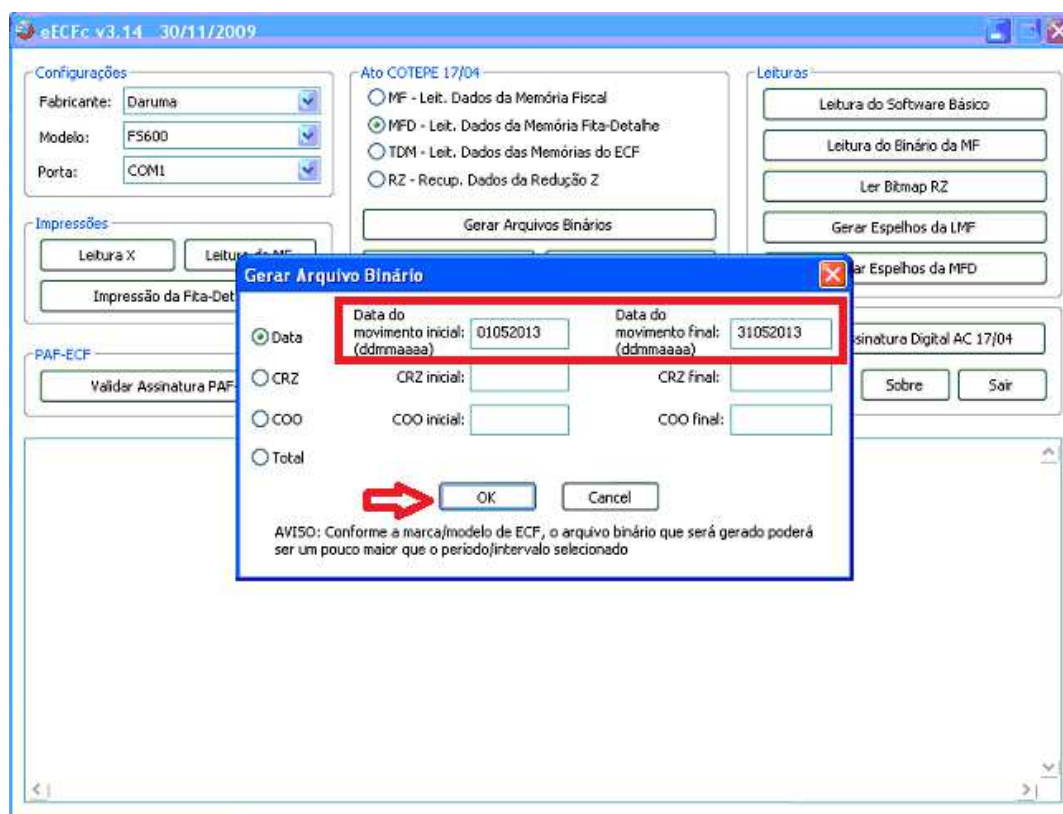 eECFc v3.14 30/11/2009
Configurações
Fabricante: Daruma
Modelo: FS600
Porta: COM1
Impressões
Leitura X
Impressão da Fita-Det
PAF-ECF
Validar Assinatura PAF-
Ato COTEPE 17/04
MF - Leit. Dados da Memória Fiscal
MFD - Leit. Dados da Memória Fita-Detalhe
TDM - Leit. Dados das Memórias do ECF
RZ - Recup. Dados da Redução Z
Gerar Arquivos Binários
Leituras
Leitura do Software Básico
Leitura do Binário da MF
Ler Bitmap RZ
Gerar Espelhos da LMF
ar Espelhos da MFD
sinatura Digital AC 17/04
Sobre Sair
Gerar Arquivo Binário
Data
Data do
movimento inicial: 01052013
(ddmmaaaa)
Data do
movimento final: 31052013
(ddmmaaaa)
CRZ CRZ inicial: CRZ final:
COO COO inicial: COO final:
Total
OK Cancel
AVISO: Conforme a marca/modelo de ECF, o arquivo binário que será gerado poderá
ser um pouco maior que o período/intervalo selecionado